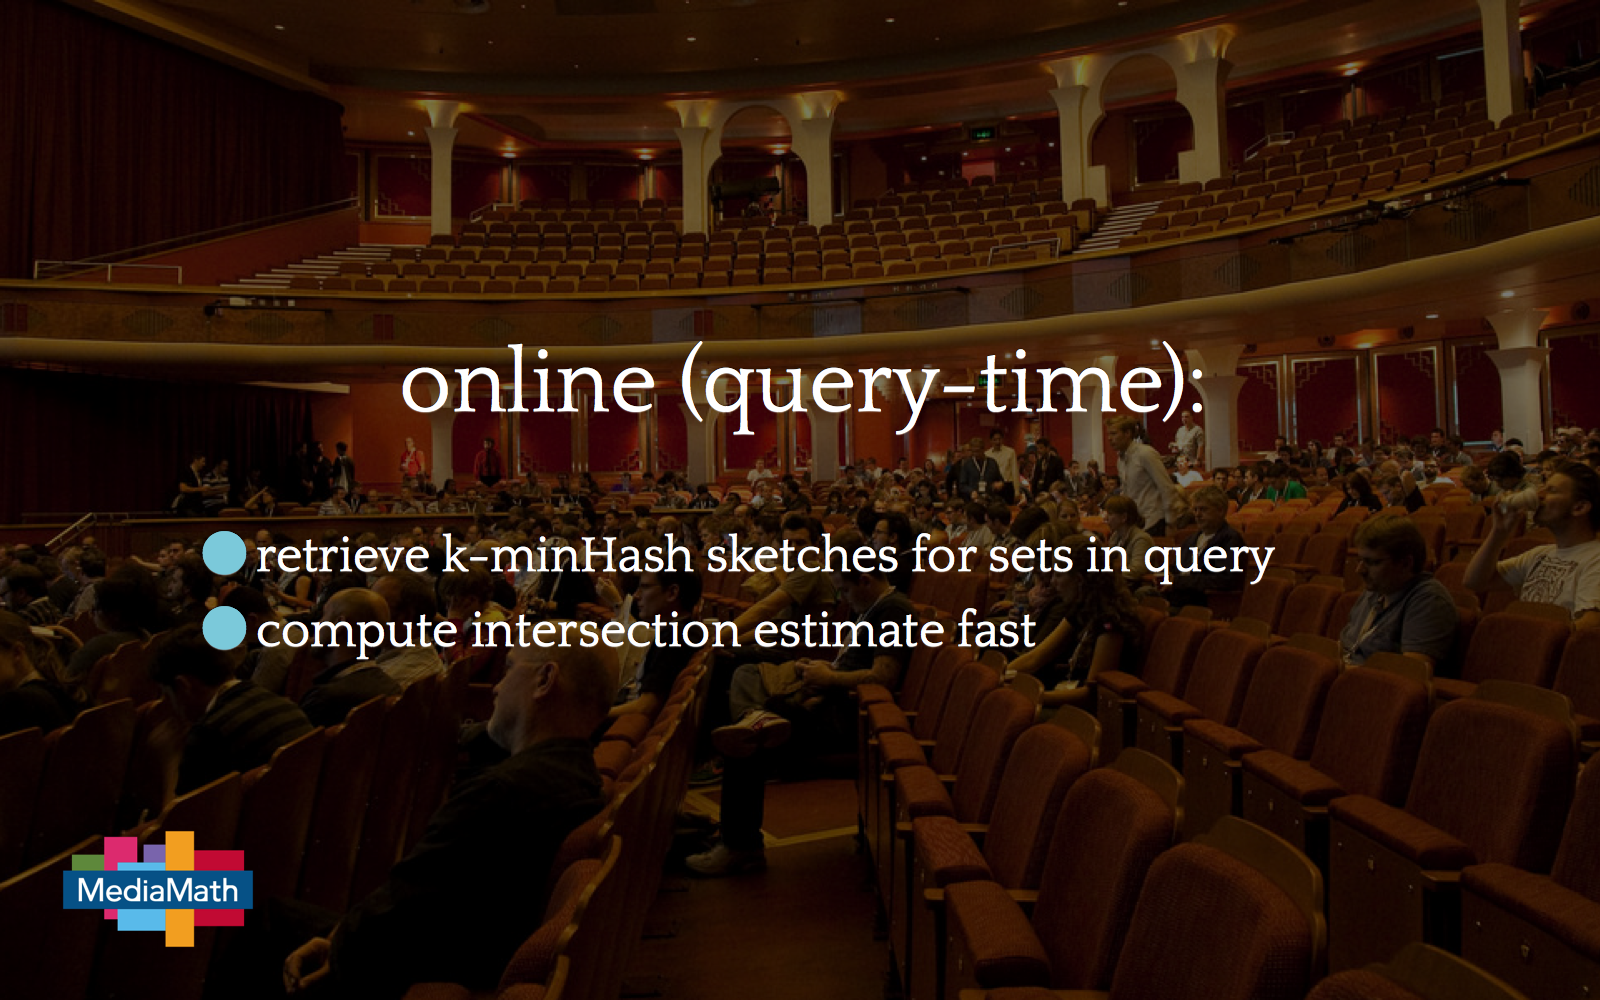 online (query-time):
retrieve k-minHash sketches for sets in query
compute intersection estimate fast
MediaMath